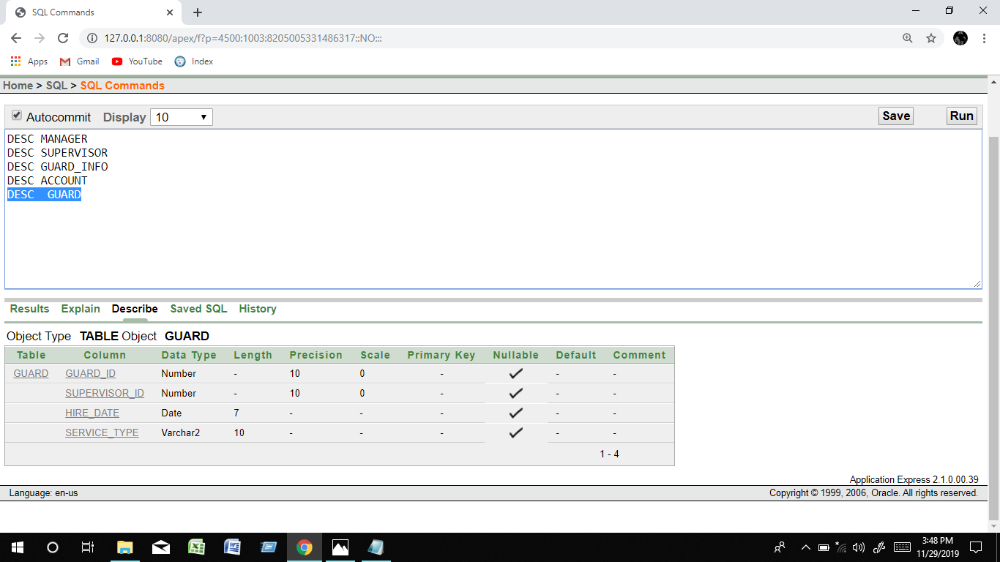 SQL Commands
127.0.0.1:8080/apex/f?p=4500:1003:8205005331486317::NO:::
Apps Gmail YouTube Index
Home > SQL > SQL Commands
Autocommit Display 10 Save Run
DESC MANAGER
DESC SUPERVISOR
DESC GUARD_INFO
DESC ACCOUNT
DESC  GUARD
Results Explain Describe Saved SQL History
Object Type TABLE Object GUARD
Table Column Data Type Length Precision Scale Primary Key Nullable Default Comment
GUARD GUARD_ID Number - 10 0 - - -
SUPERVISOR_ID Number - 10 0 - - -
HIRE_DATE Date 7 - - - - -
SERVICE_TYPE Varchar2 10 - - - - -
1 - 4
Application Express 2.1.0.00.39
Language: en-us Copyright © 1999, 2006, Oracle. All rights reserved.
3:48 PM
11/29/2019